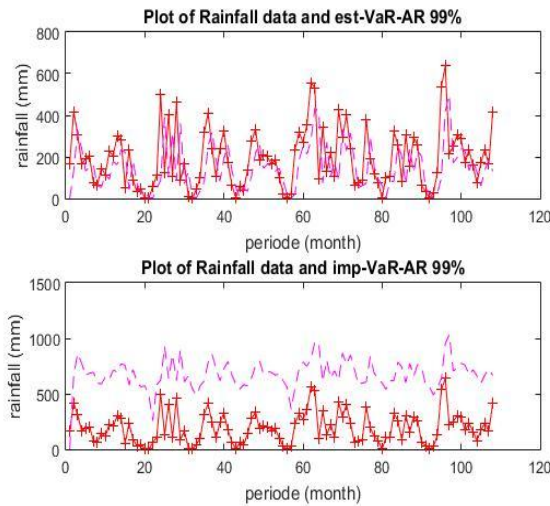 Plot of Rainfall data and est-VaR-AR 99%
800
600
400
200
0
rainfall (mm)
0 20 40 60 80 100 120
periode (month)
Plot of Rainfall data and imp-VaR-AR 99%
1500
1000
500
0
rainfall (mm)
0 20 40 60 80 100 120
periode (month)